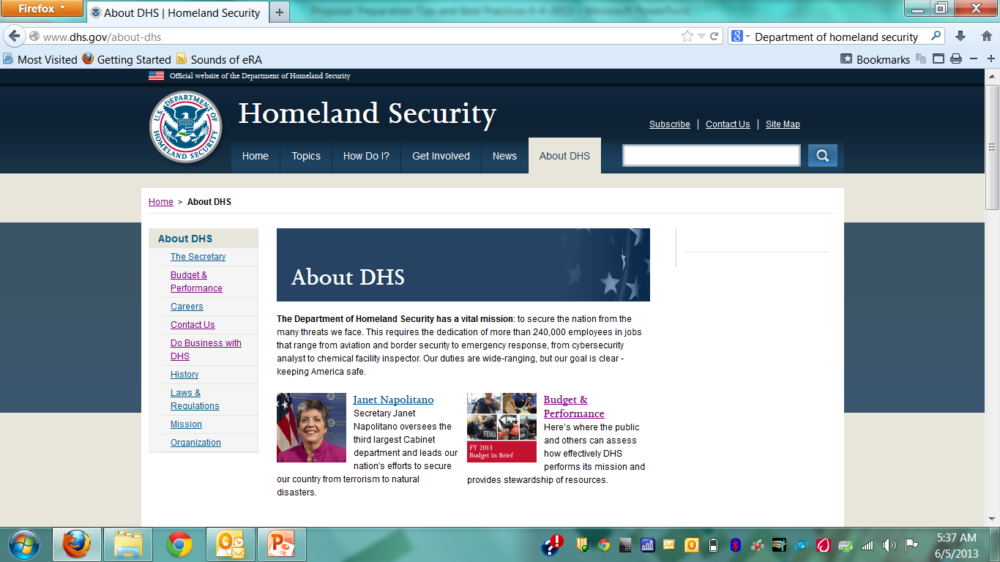 Proposal Preparation Tips and Best Practices 6-4-2013 - Microsoft PowerPoint
Firefox
About DHS | Homeland Security
www.dhs.gov/about-dhs
Department of homeland security
Most Visited
Getting Started
Sounds of eRA
Bookmarks
Official website of the Department of Homeland Security
U.S. DEPARTMENT OF HOMELAND SECURITY
Homeland Security
Subscribe
Contact Us
Site Map
Home
Topics
How Do I?
Get Involved
News
About DHS
Home > About DHS
About DHS
The Secretary
Budget &
Performance
Careers
Contact Us
Do Business with
DHS
History
Laws &
Regulations
Mission
Organization
About DHS
The Department of Homeland Security has a vital mission: to secure the nation from the
many threats we face. This requires the dedication of more than 240,000 employees in jobs
that range from aviation and border security to emergency response, from cybersecurity
analyst to chemical facility inspector. Our duties are wide-ranging, but our goal is clear -
keeping America safe.
Janet Napolitano
Secretary Janet
Napolitano oversees the
third largest Cabinet
department and leads our
nation's efforts to secure
our country from terrorism to natural
disasters.
FEMA
FY 2013
Budget in Brief
Budget &
Performance
Here's where the public
and others can assess
how effectively DHS
performs its mission and
provides stewardship of resources.
5:37 AM
6/5/2013